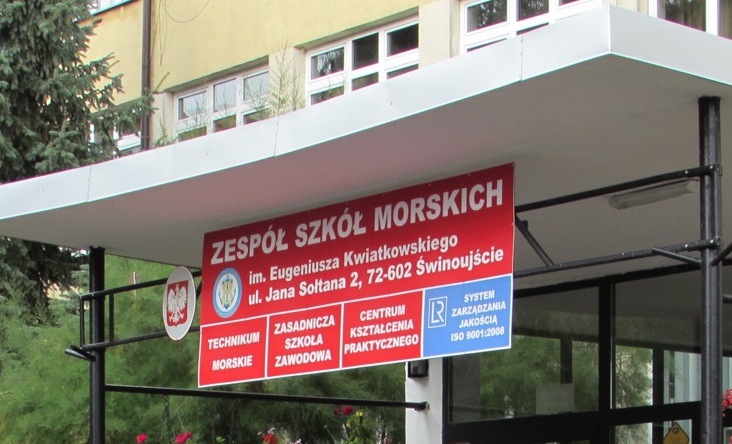 ZESPÓŁ SZKÓŁ MORSKICH
im. Eugeniusza Kwiatkowskiego
ul. Jana Sołtana 2, 72-602 Świnoujście
TECHNIKUM
MORSKIE
ZASADNICZA
SZKOŁA
ZAWODOWA
CENTRUM
KSZTAŁCENIA
PRAKTYCZNEGO
LR
SYSTEM
ZARZĄDZANIA
JAKOŚCIĄ
ISO 9001:2008